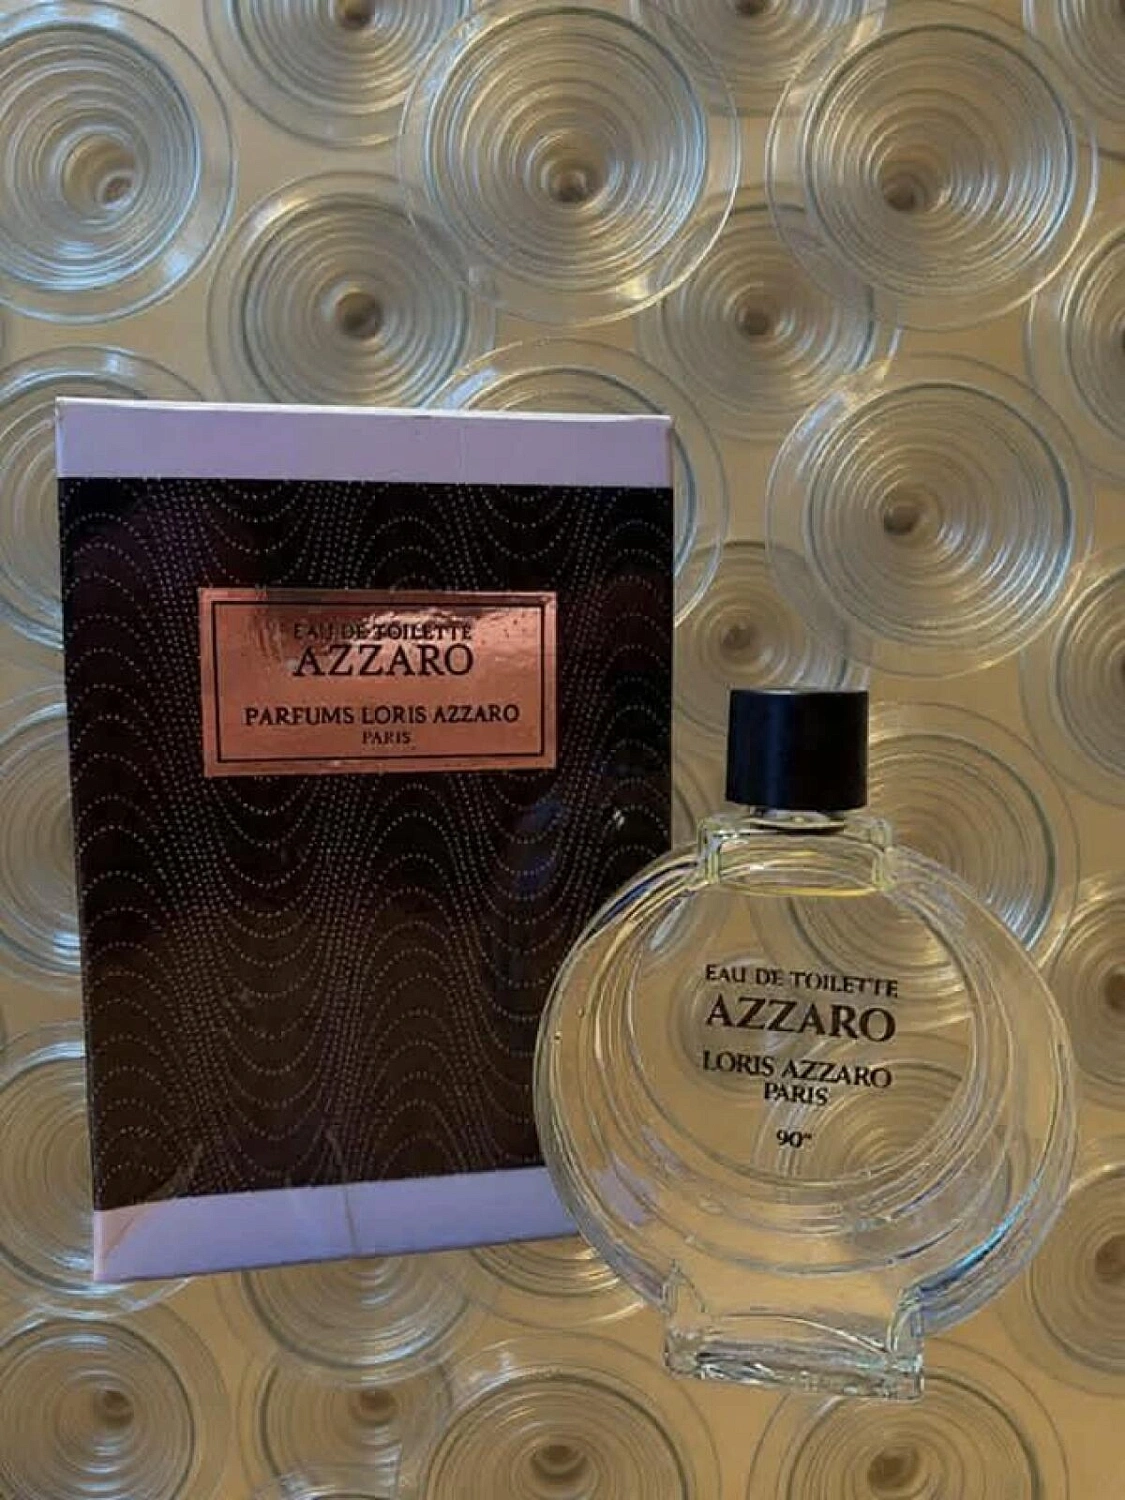 EAU DE TOILETTE
AZZARO
PARFUMS LORIS AZZARO
PARIS
EAU DE TOILETTE
AZZARO
LORIS AZZARO
PARIS
90°